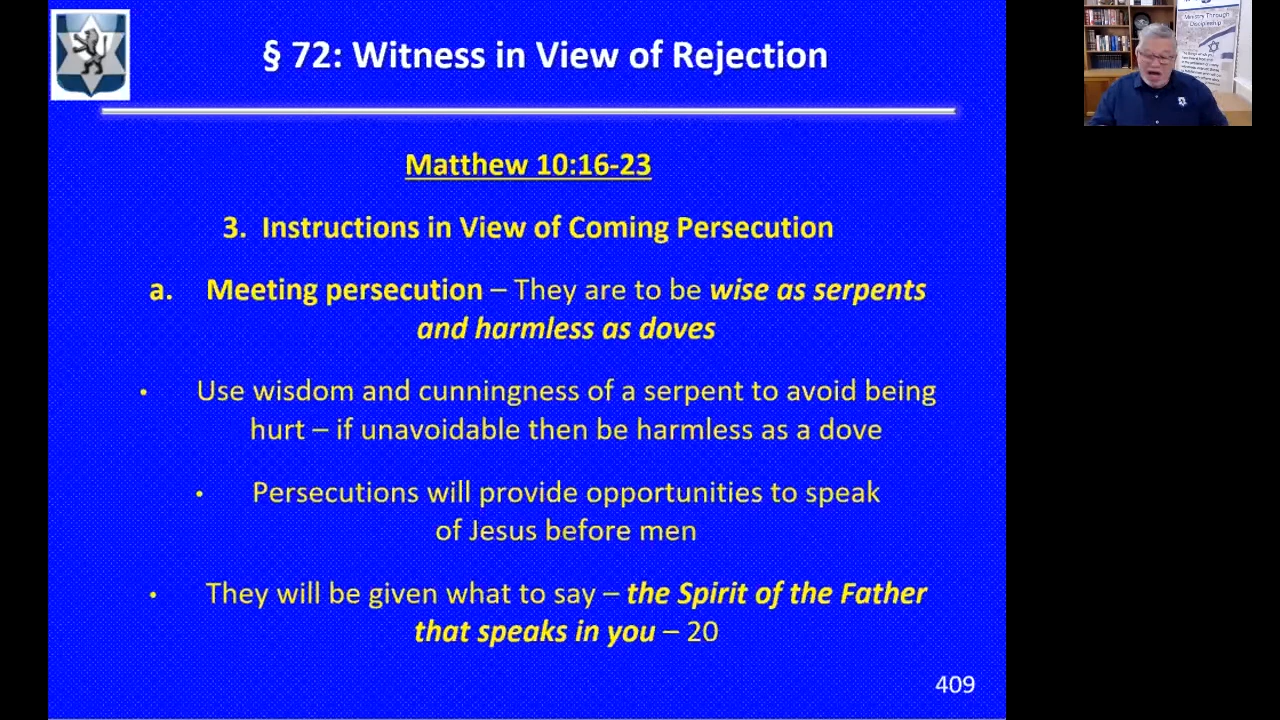 § 72: Witness in View of Rejection
Matthew 10:16-23
3. Instructions in View of Coming Persecution
a. Meeting persecution – They are to be wise as serpents
and harmless as doves
• Use wisdom and cunningness of a serpent to avoid being
hurt – if unavoidable then be harmless as a dove
• Persecutions will provide opportunities to speak
of Jesus before men
• They will be given what to say – the Spirit of the Father
that speaks in you – 20
409
Ministry Through
Discipleship